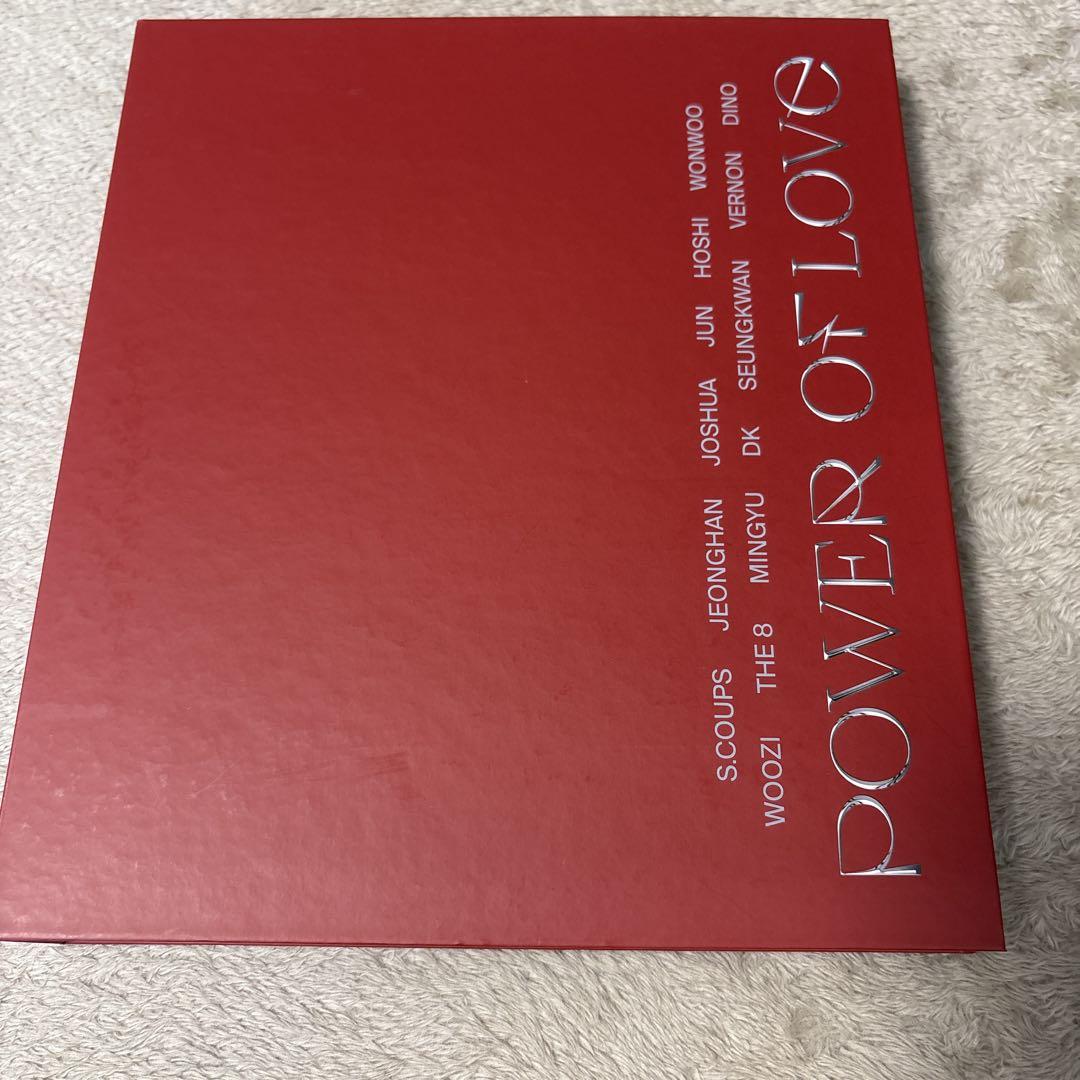 S.COUPS JEONGHAN JOSHUA JUN HOSHI WONWOO
WOOZI THE 8 MINGYU DK SEUNGKWAN VERNON DINO
POWER OF LOVE